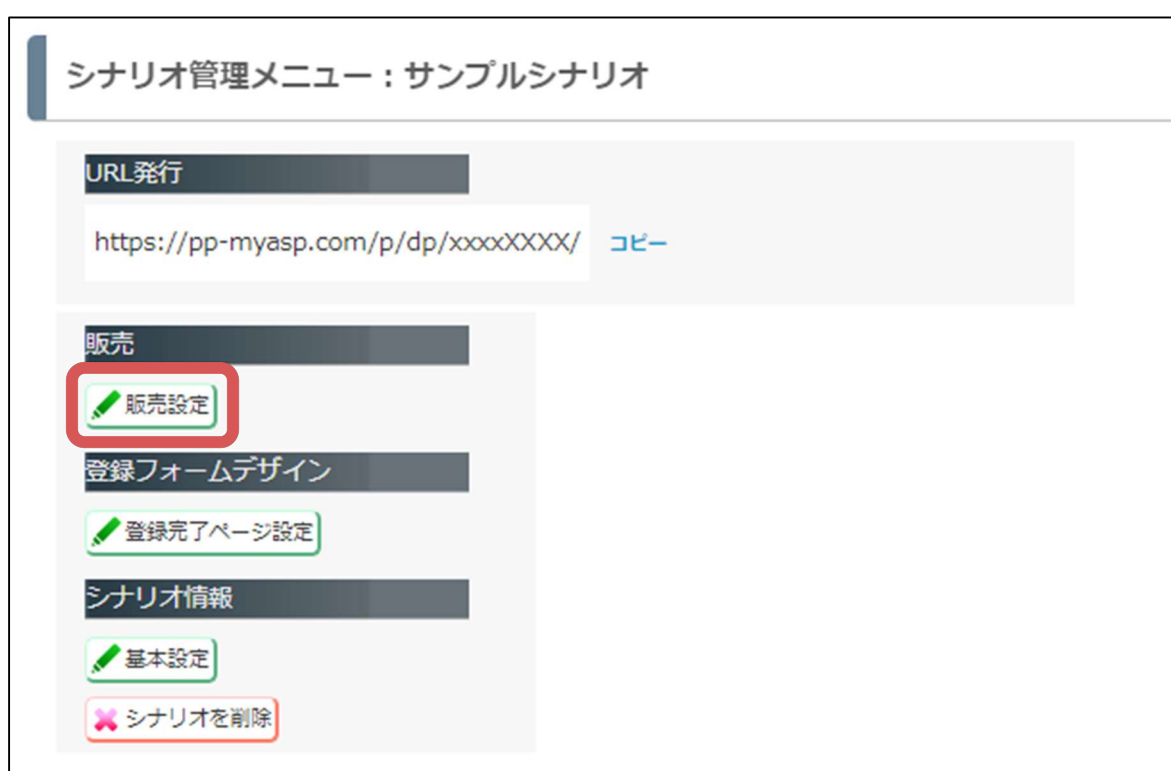 シナリオ管理メニュー：サンプルシナリオ
URL発行
https://pp-myasp.com/p/dp/xxxxXXXX/ コピー
販売
販売設定
登録フォームデザイン
登録完了ページ設定
シナリオ情報
基本設定
シナリオを削除